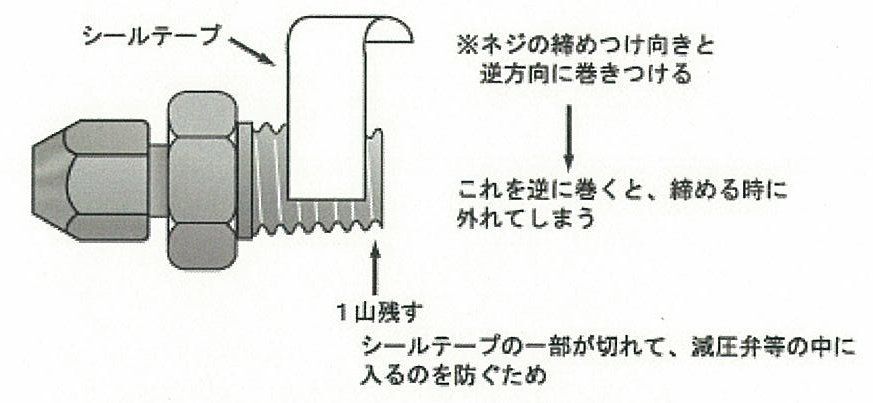 シールテープ
※ネジの締めつけ向きと
逆方向に巻きつける
これを逆に巻くと、締める時に
外れてしまう
1山残す
シールテープの一部が切れて、減圧弁等の中に
入るのを防ぐため